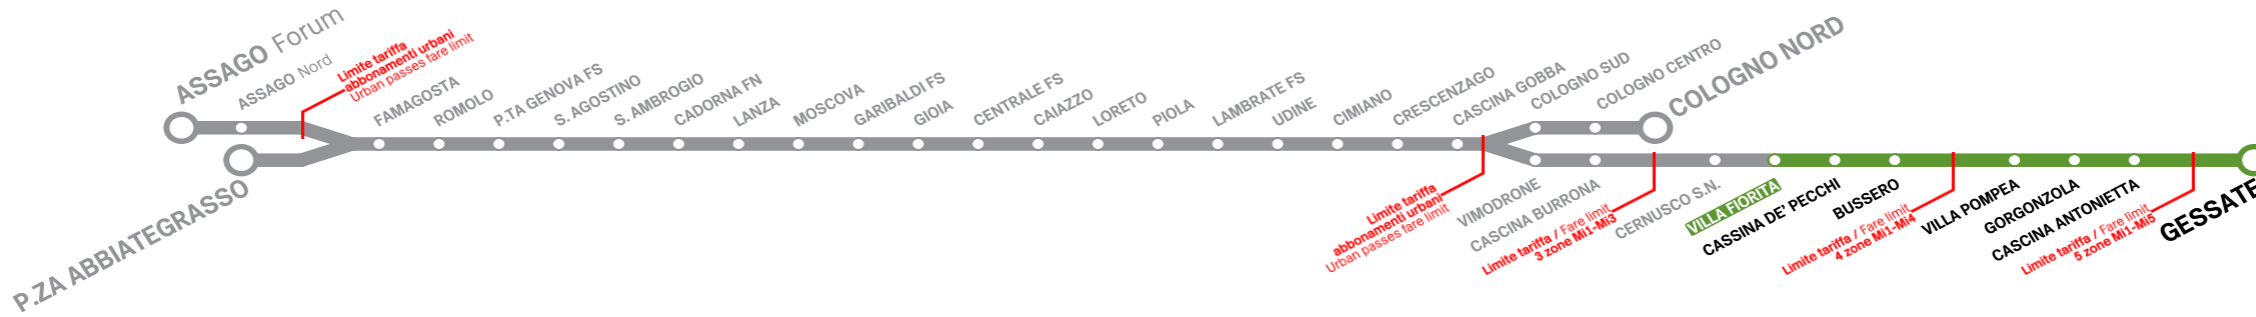 ASSAGO Forum
ASSAGO Nord
Limite tariffa
abbonamenti urbani
Urban passes fare limit
P.ZA ABBIATEGRASSO
FAMAGOSTA
ROMOLO
P.TA GENOVA FS
S. AGOSTINO
S. AMBROGIO
CADORNA FN
LANZA
MOSCOVA
GARIBALDI FS
GIOIA
CENTRALE FS
CAIAZZO
LORETO
PIOLA
LAMBRATE FS
UDINE
CIMIANO
CRESCENZAGO
CASCINA GOBBA
COLOGNO SUD
COLOGNO CENTRO
COLOGNO NORD
Limite tariffa
abbonamenti urbani
Urban passes fare limit
VIMODRONE
CASCINA BURRONA
Limite tariffa / Fare limit
3 zone Mi1-Mi3
CERNUSCO S.N.
VILLA FIORITA
CASSINA DE' PECCHI
BUSSERO
Limite tariffa / Fare limit
4 zone Mi1-Mi4
VILLA POMPEA
GORGONZOLA
CASCINA ANTONIETTA
Limite tariffa / Fare limit
5 zone Mi1-Mi5
GESSATE